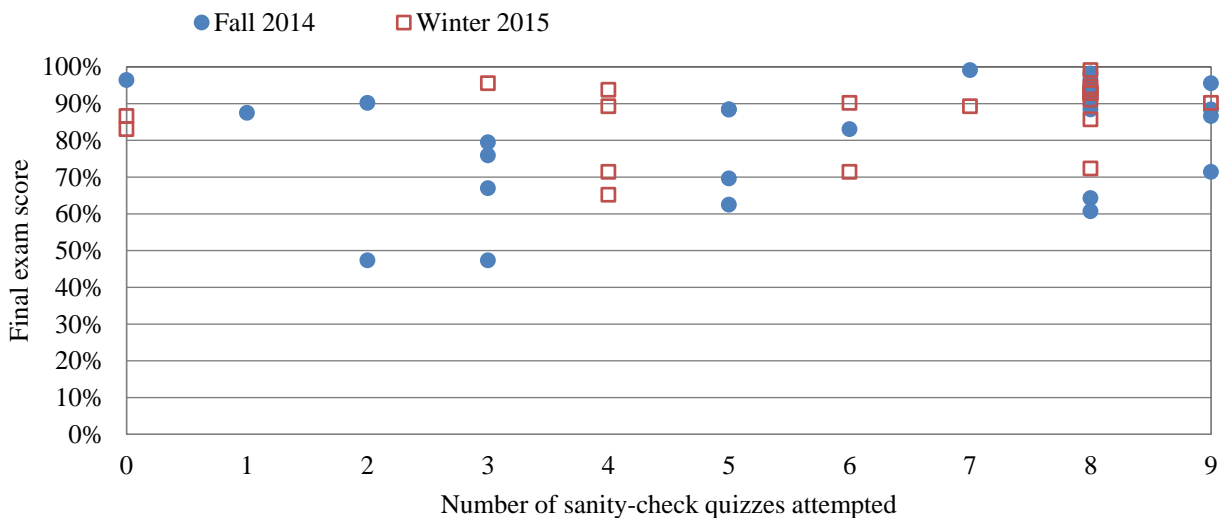 Fall 2014 Winter 2015
100%
90%
80%
70%
60%
50%
40%
30%
20%
10%
0%
Final exam score
0 1 2 3 4 5 6 7 8 9
Number of sanity-check quizzes attempted